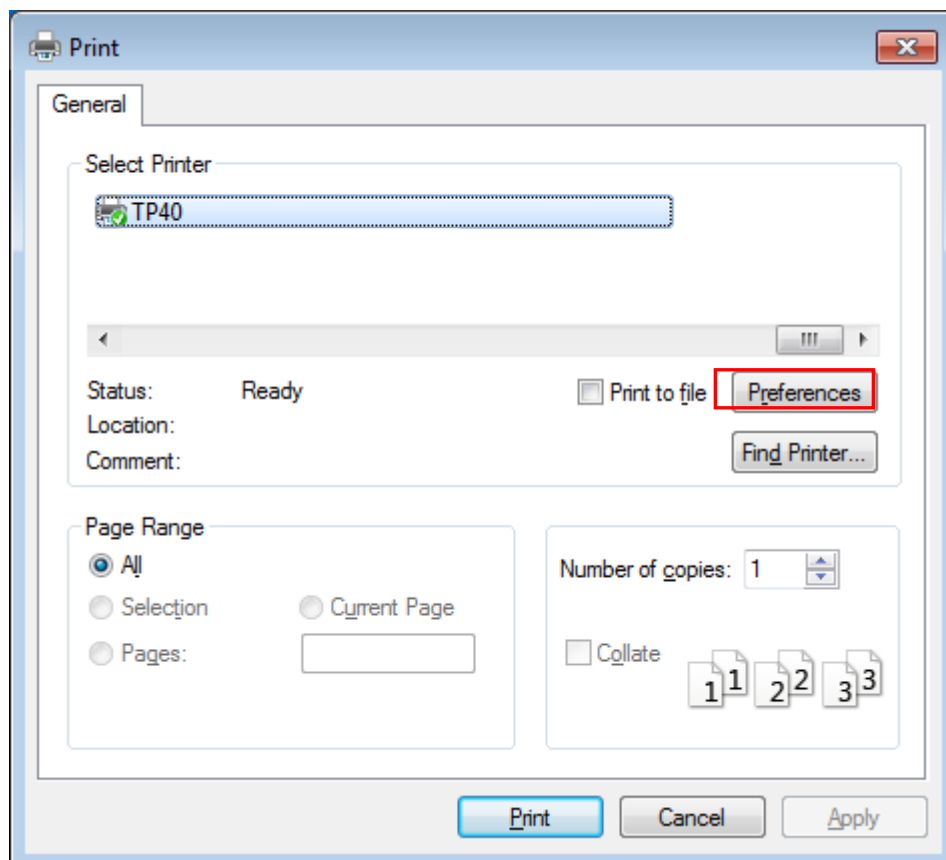 Print
General
Select Printer
TP40
Status: Ready
Print to file
Preferences
Location:
Comment:
Find Printer...
Page Range
All
Selection
Current Page
Pages:
Number of copies: 1
Collate
1 1 2 2 3 3
Print
Cancel
Apply